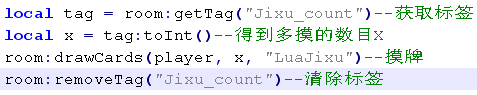 local tag = room:getTag("Jixu_count")--获取标签
local x = tag:toInt()--得到多摸的数目X
room:drawCards(player, x, "LuaJixu")--摸牌
room:removeTag("Jixu_count")--清除标签